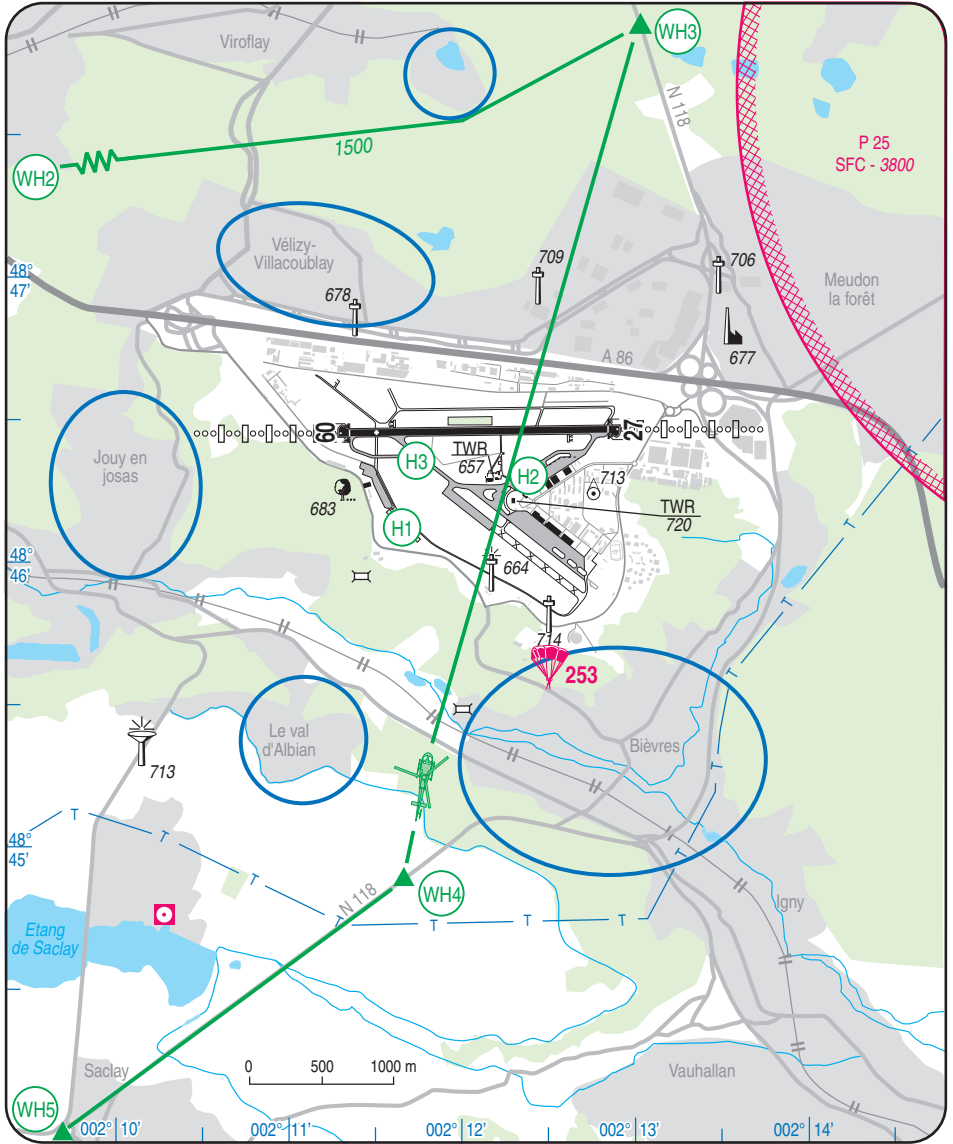 Viroflay
WH3
N 118
P 25
SFC - 3800
1500
WH2
Vélizy-
Villacoublay
709
706
48°
47'
678
Meudon
la forêt
677
A 86
09
27
Jouy en
josas
H3
TWR
657
H2
713
683
TWR
720
H1
48°
46'
664
T
714
253
T
Le val
d'Albian
Bièvres
713
T
T
48°
45'
T
T
T
N 118
WH4
T
T
T
T
Igny
Etang
de Saclay
Saclay
0 500 1000 m
Vauhallan
WH5
002° 10' 002° 11' 002° 12' 002° 13' 002° 14'